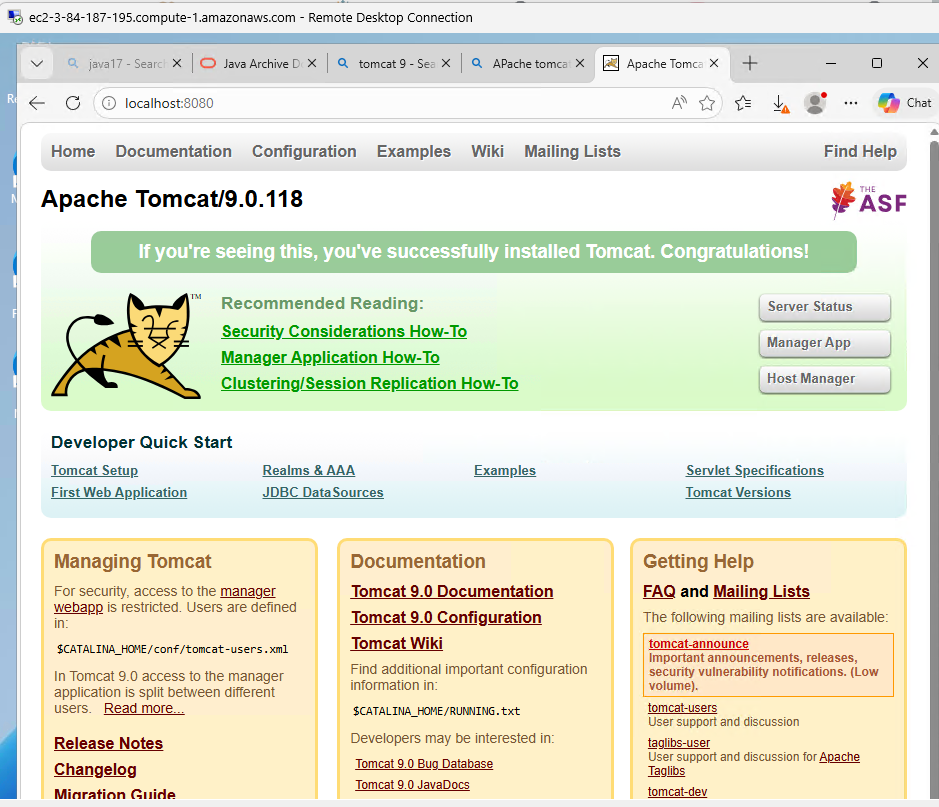 ec2-3-84-187-195.compute-1.amazonaws.com - Remote Desktop Connection
java17 - Search
Java Archive D
tomcat 9 - Sea
APache tomcat
Apache Tomca
localhost:8080
Chat
Home Documentation Configuration Examples Wiki Mailing Lists Find Help
Apache Tomcat/9.0.118
THE
ASF
If you're seeing this, you've successfully installed Tomcat. Congratulations!
TM
Recommended Reading:
Security Considerations How-To
Manager Application How-To
Clustering/Session Replication How-To
Server Status
Manager App
Host Manager
Developer Quick Start
Tomcat Setup
First Web Application
Realms & AAA
JDBC DataSources
Examples
Servlet Specifications
Tomcat Versions
Managing Tomcat
For security, access to the manager
webapp is restricted. Users are defined
in:
$CATALINA_HOME/conf/tomcat-users.xml
In Tomcat 9.0 access to the manager
application is split between different
users. Read more...
Release Notes
Changelog
Migration Guide
Documentation
Tomcat 9.0 Documentation
Tomcat 9.0 Configuration
Tomcat Wiki
Find additional important configuration
information in:
$CATALINA_HOME/RUNNING.txt
Developers may be interested in:
Tomcat 9.0 Bug Database
Tomcat 9.0 JavaDocs
Getting Help
FAQ and Mailing Lists
The following mailing lists are available:
tomcat-announce
Important announcements, releases,
security vulnerability notifications. (Low
volume).
tomcat-users
User support and discussion
taglibs-user
User support and discussion for Apache
Taglibs
tomcat-dev